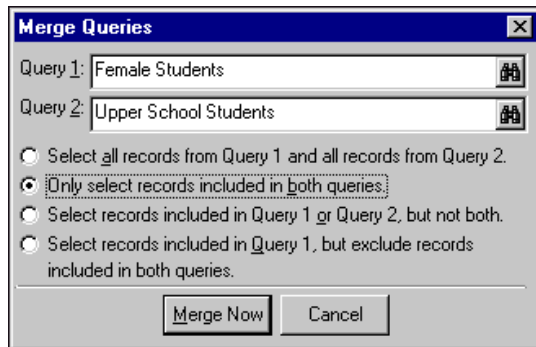 Merge Queries
Query 1: Female Students
Query 2: Upper School Students
Select all records from Query 1 and all records from Query 2.
Only select records included in both queries.
Select records included in Query 1 or Query 2, but not both.
Select records included in Query 1, but exclude records
included in both queries.
Merge Now Cancel